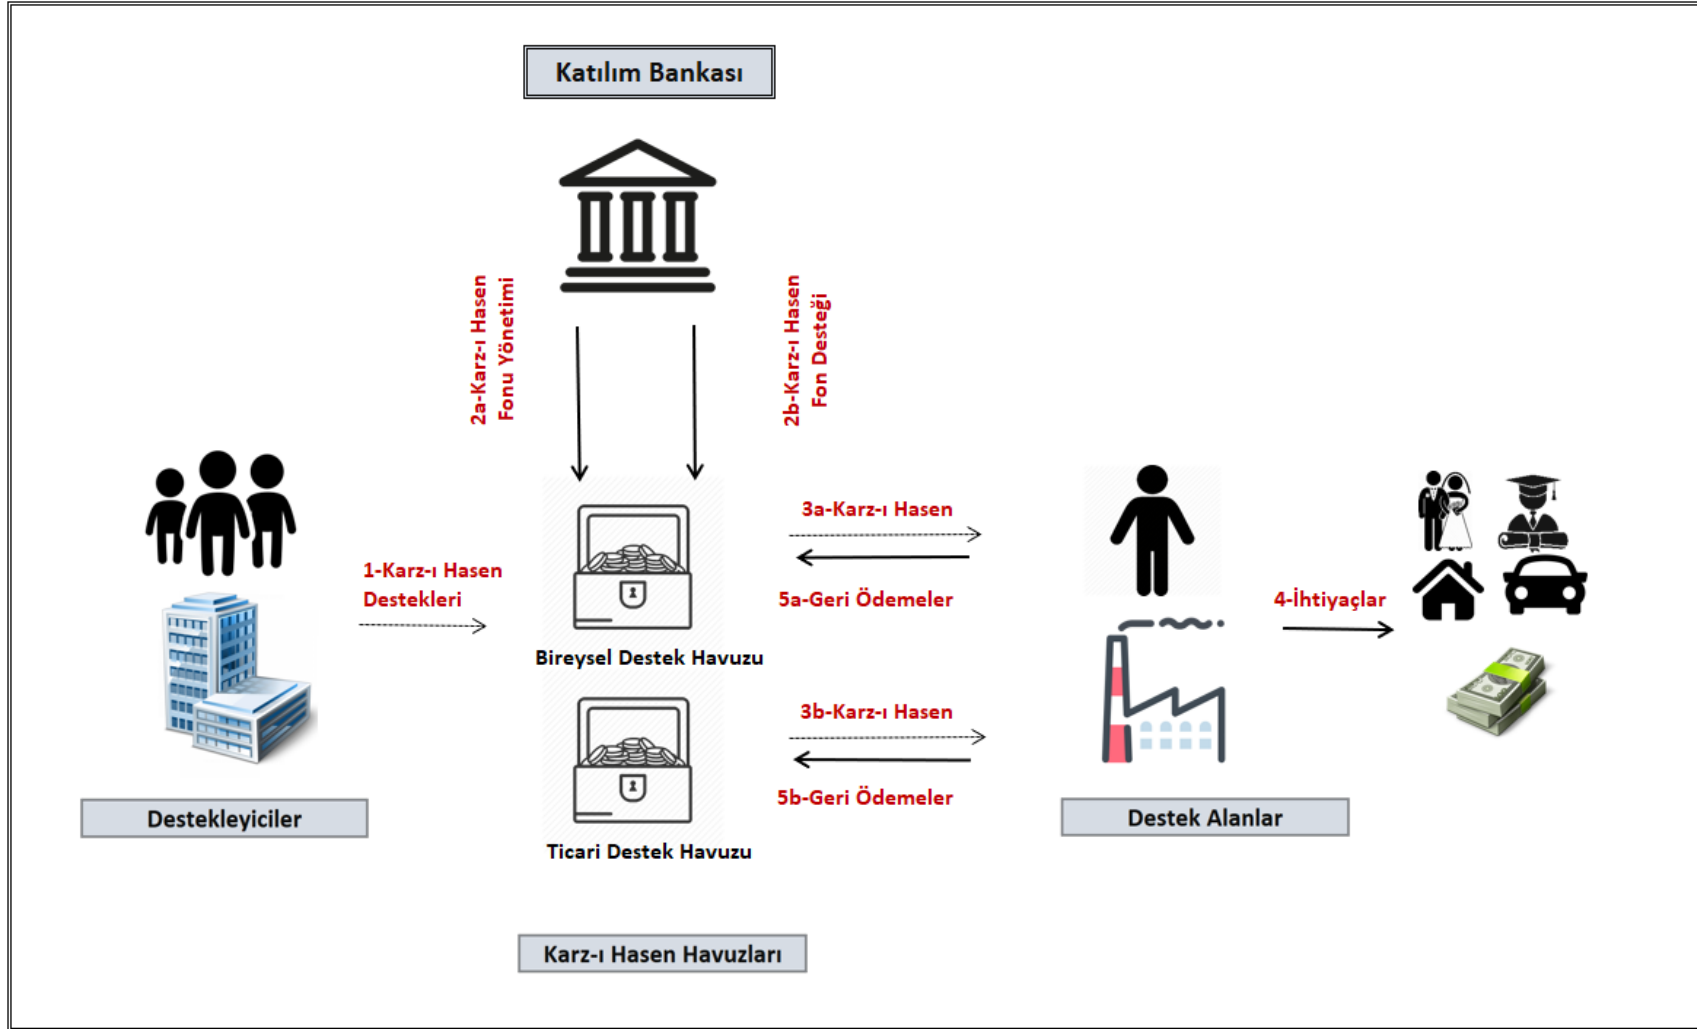 Katılım Bankası
2a-Karz-ı Hasen
Fonu Yönetimi
2b-Karz-ı Hasen
Fon Desteği
1-Karz-ı Hasen
Destekleri
3a-Karz-ı Hasen
5a-Geri Ödemeler
4-İhtiyaçlar
Bireysel Destek Havuzu
3b-Karz-ı Hasen
5b-Geri Ödemeler
Destekleyiciler
Destek Alanlar
Ticari Destek Havuzu
Karz-ı Hasen Havuzları